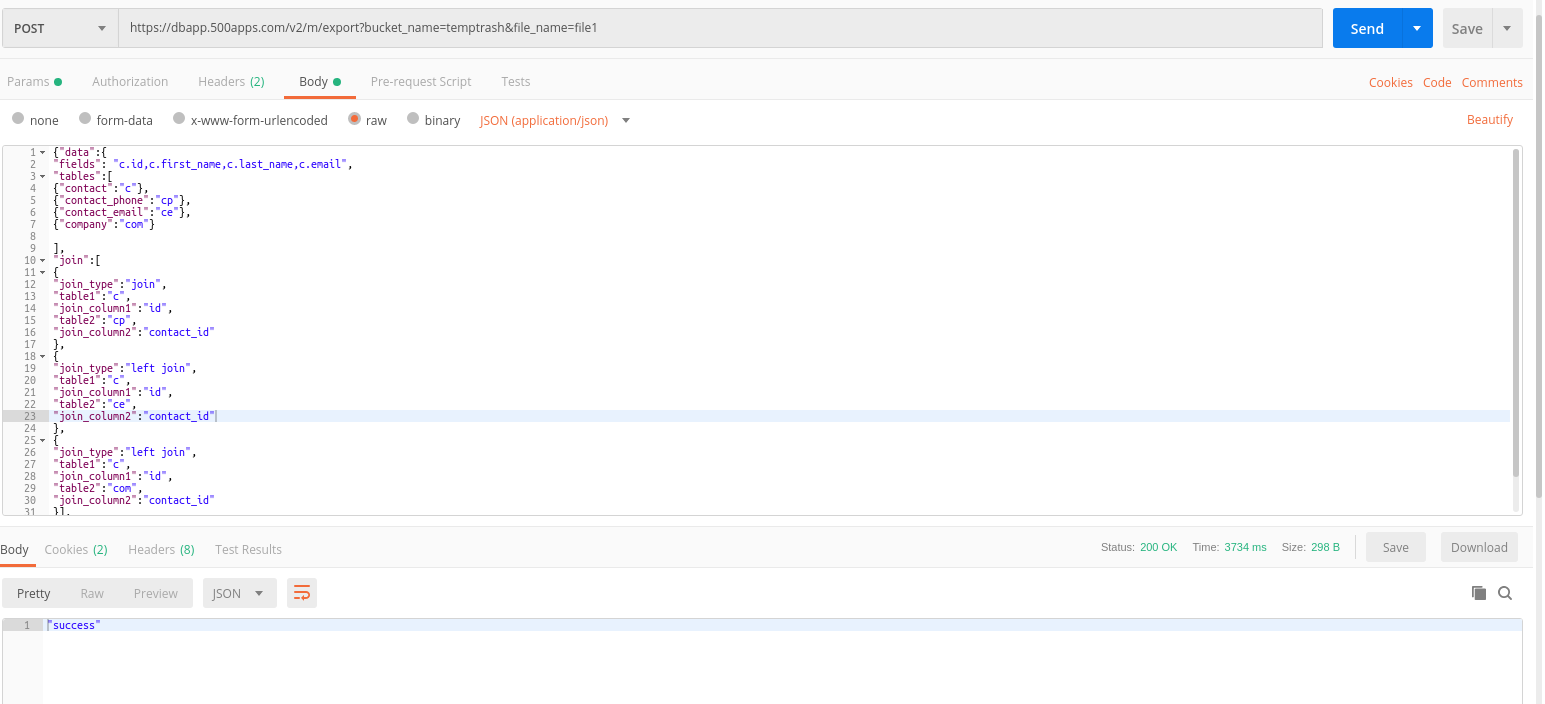 POST https://dbapp.500apps.com/v2/m/export?bucket_name=temptrash&file_name=file1 Send Save
Params Authorization Headers (2) Body Pre-request Script Tests Cookies Code Comments
none form-data x-www-form-urlencoded raw binary JSON (application/json) Beautify
1 {"data":{
2 "fields": "c.id,c.first_name,c.last_name,c.email",
3 "tables":[
4 {"contact":"c"},
5 {"contact_phone":"cp"},
6 {"contact_email":"ce"},
7 {"company":"com"}
8
9 ],
10 "join":[
11 {
12 "join_type":"join",
13 "table1":"c",
14 "join_column1":"id",
15 "table2":"cp",
16 "join_column2":"contact_id"
17 },
18 {
19 "join_type":"left join",
20 "table1":"c",
21 "join_column1":"id",
22 "table2":"ce",
23 "join_column2":"contact_id"
24 },
25 {
26 "join_type":"left join",
27 "table1":"c",
28 "join_column1":"id",
29 "table2":"com",
30 "join_column2":"contact_id"
31 }],
Body Cookies (2) Headers (8) Test Results Status: 200 OK Time: 3734 ms Size: 298 B Save Download
Pretty Raw Preview JSON
1 "success"